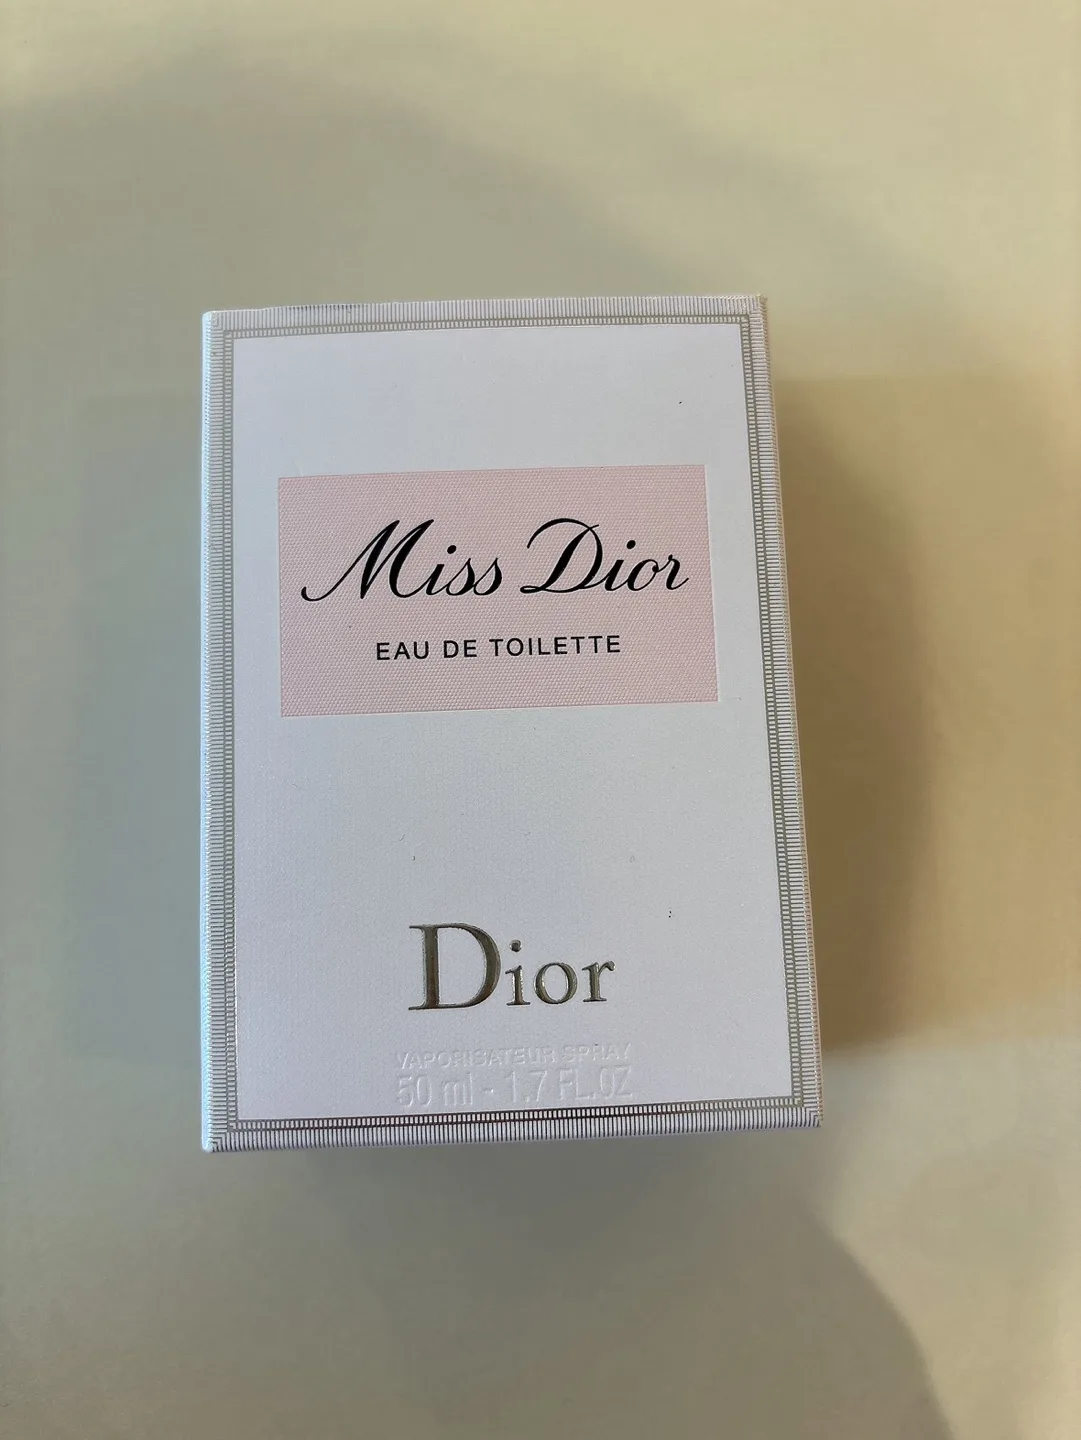 Miss Dior
EAU DE TOILETTE
Dior
VAPORISATEUR SPRAY
50 ml - 1.7 FL.OZ